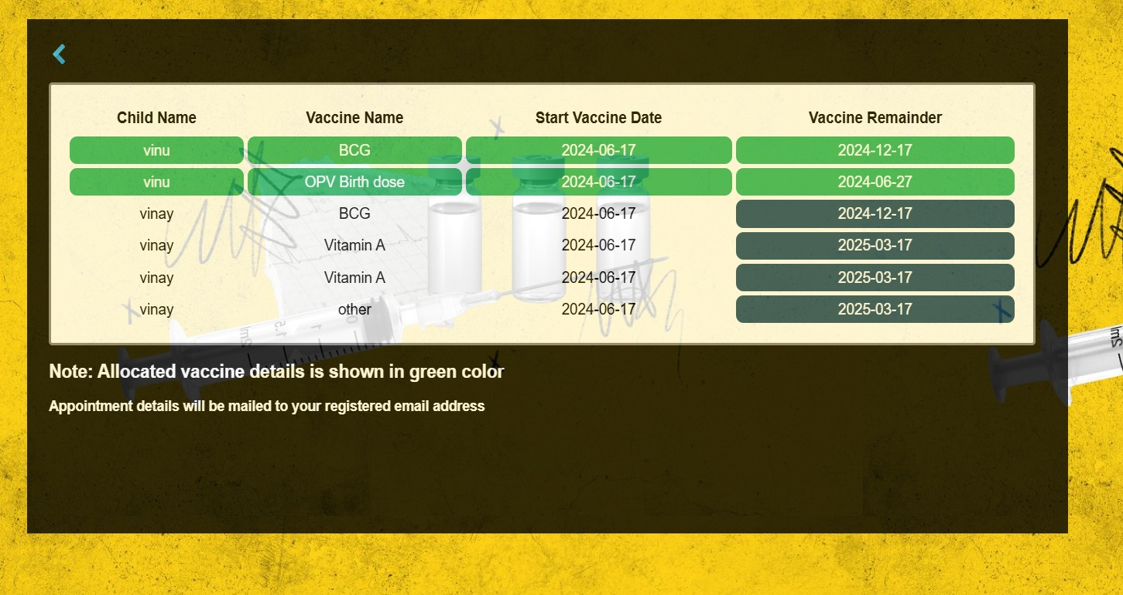 Child Name Vaccine Name Start Vaccine Date Vaccine Remainder
vinu BCG 2024-06-17 2024-12-17
vinu OPV Birth dose 2024-06-17 2024-06-27
vinay BCG 2024-06-17 2024-12-17
vinay Vitamin A 2024-06-17 2025-03-17
vinay Vitamin A 2024-06-17 2025-03-17
vinay other 2024-06-17 2025-03-17
Note: Allocated vaccine details is shown in green color
Appointment details will be mailed to your registered email address